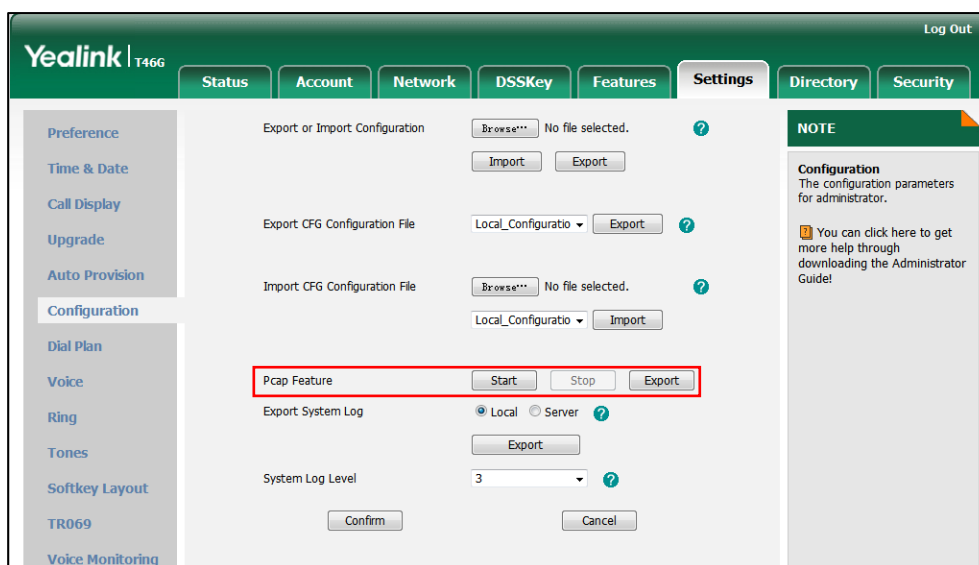 Log Out
Yealink | T46G
Status Account Network DSSKey Features Settings Directory Security
Preference
Time & Date
Call Display
Upgrade
Auto Provision
Configuration
Dial Plan
Voice
Ring
Tones
Softkey Layout
TR069
Voice Monitoring
Export or Import Configuration Browse... No file selected. ?
Import Export
Export CFG Configuration File Local_Configuratio Export ?
Import CFG Configuration File Browse... No file selected. ?
Local_Configuratio Import
Pcap Feature Start Stop Export
Export System Log Local Server ?
Export
System Log Level 3 ?
Confirm Cancel
NOTE
Configuration
The configuration parameters
for administrator.
? You can click here to get
more help through
downloading the Administrator
Guide!